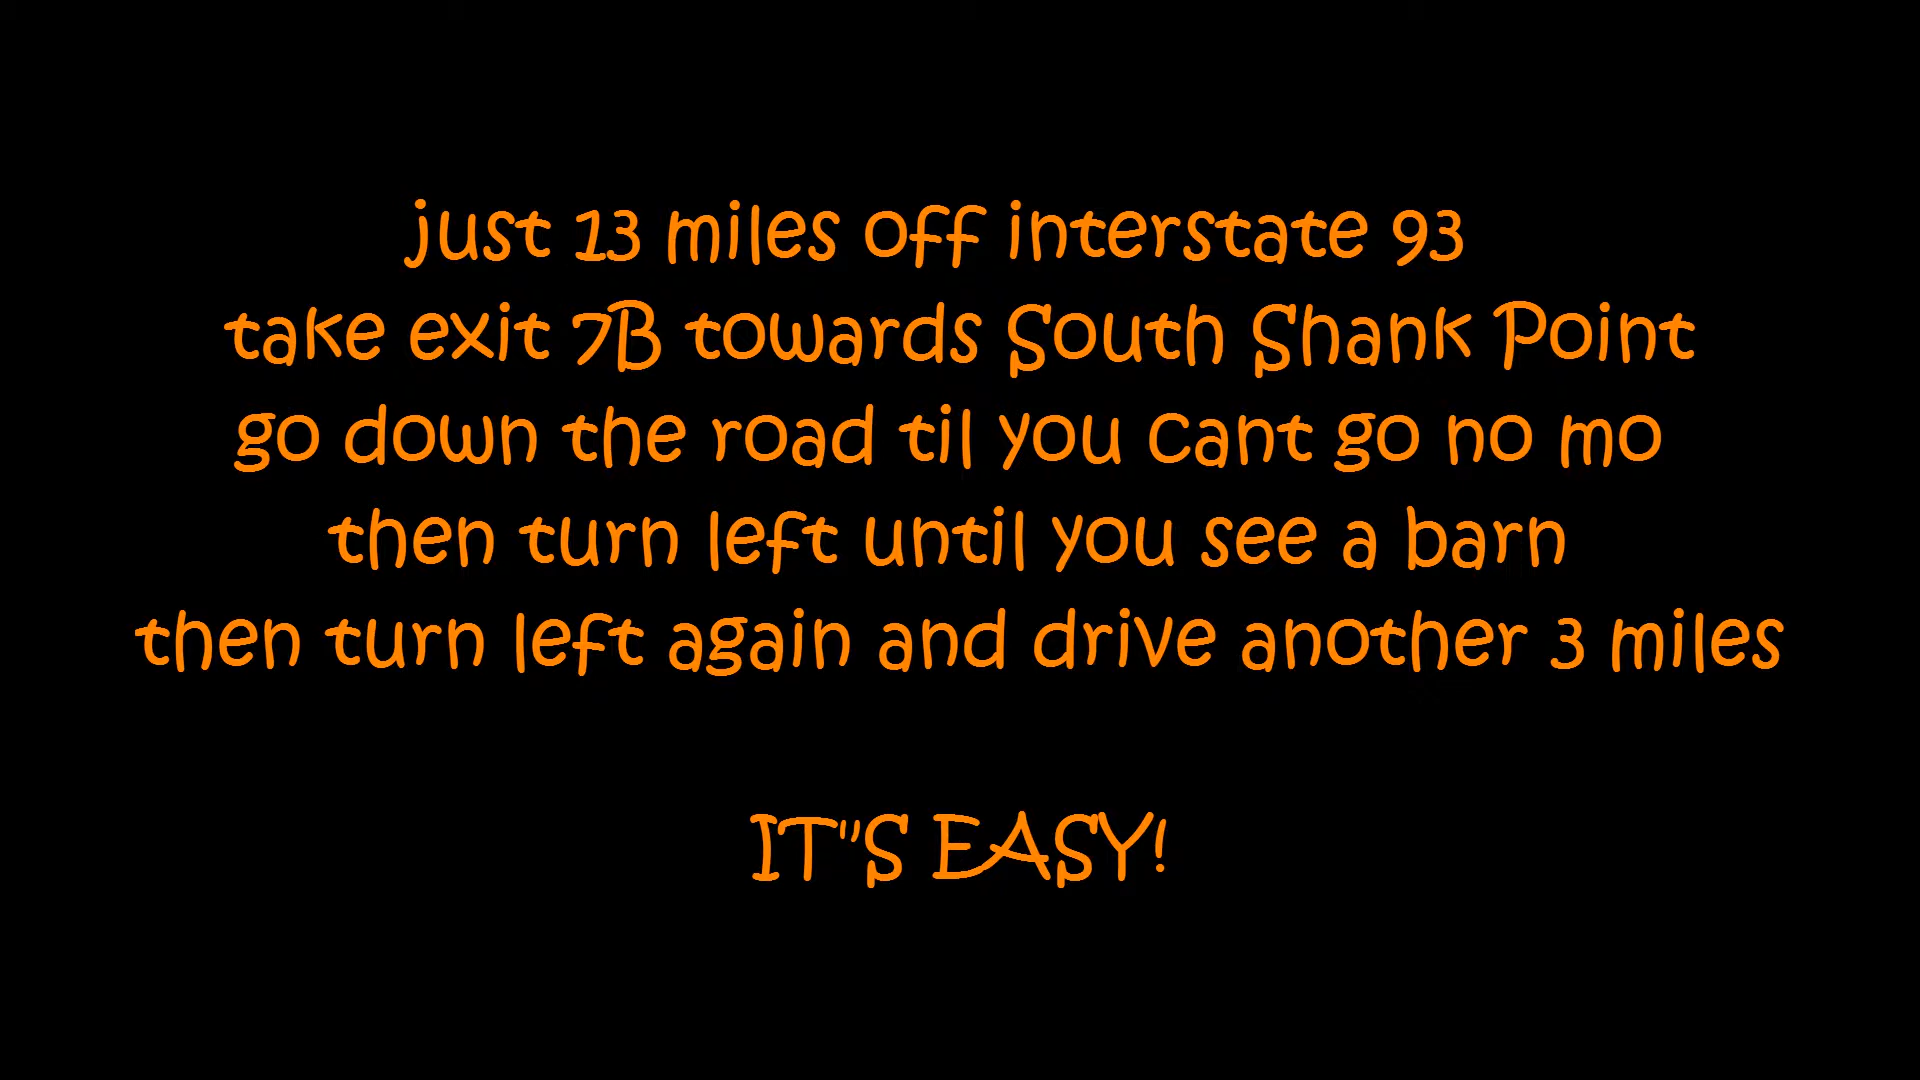 just 13 miles off interstate 93
take exit 7B towards South Shank Point
go down the road til you cant go no mo
then turn left until you see a barn
then turn left again and drive another 3 miles
IT"S EASY!